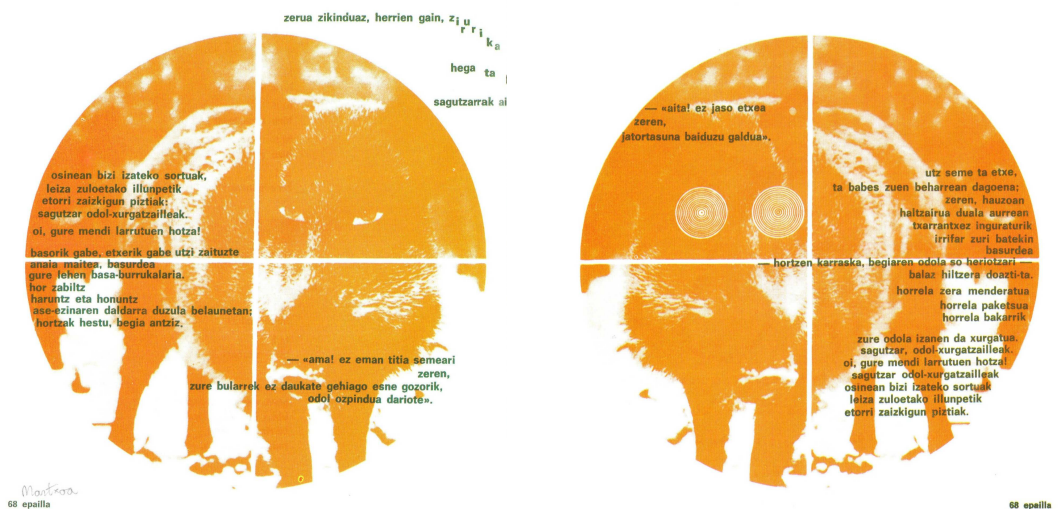 zerua zikinduaz, herrien gain, zirrika
hega ta
sagutzarrak
osinean bizi izateko sortuak,
leiza zuloetako illunpetik
etorri zaizkigun piztiak:
sagutzar odol-xurgatzailleak.
oi, gure mendi larrutuen hotza!
basorik gabe, etxerik gabe utzi zaituzte
anaia maitea, basurdea
gure lehen basa-burrukalaria.
hor zabiltz
haruntz eta honuntz
ase-ezinaren daldarra duzula belaunetan;
hortzak hestu, begia antziz,
— «ama! ez eman titia semeari
zeren,
zure bularrek ez daukate gehiago esne gozorik,
odol ozpindua dariote».
Martxoa
68 epailla
— «aita! ez jaso etxea
zeren,
jatortasuna baiduzu galdua».
utz seme ta etxe,
ta babes zuen beharrean dagoena;
zeren, hauzoan
haltzairua duala aurrean
txarrantxez inguraturik
irrifar zuri batekin
basurdea
— hortzen karraska, begiaren odola so heriotzari —
balaz hiltzera doazti-ta.
horrela zera menderatua
horrela paketsua
horrela bakarrik
zure odola izanen da xurgatua.
sagutzar, odol-xurgatzailleak.
oi, gure mendi larrutuen hotza!
sagutzar odol-xurgatzailleak
osinean bizi izateko sortuak
leiza zuloetako illunpetik
etorri zaizkigun piztiak.
68 epailla